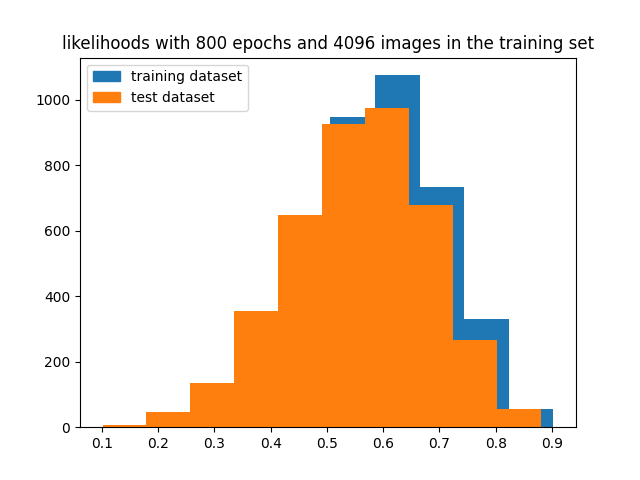 likelihoods with 800 epochs and 4096 images in the training set
training dataset
test dataset
1000
800
600
400
200
0
0.1 0.2 0.3 0.4 0.5 0.6 0.7 0.8 0.9